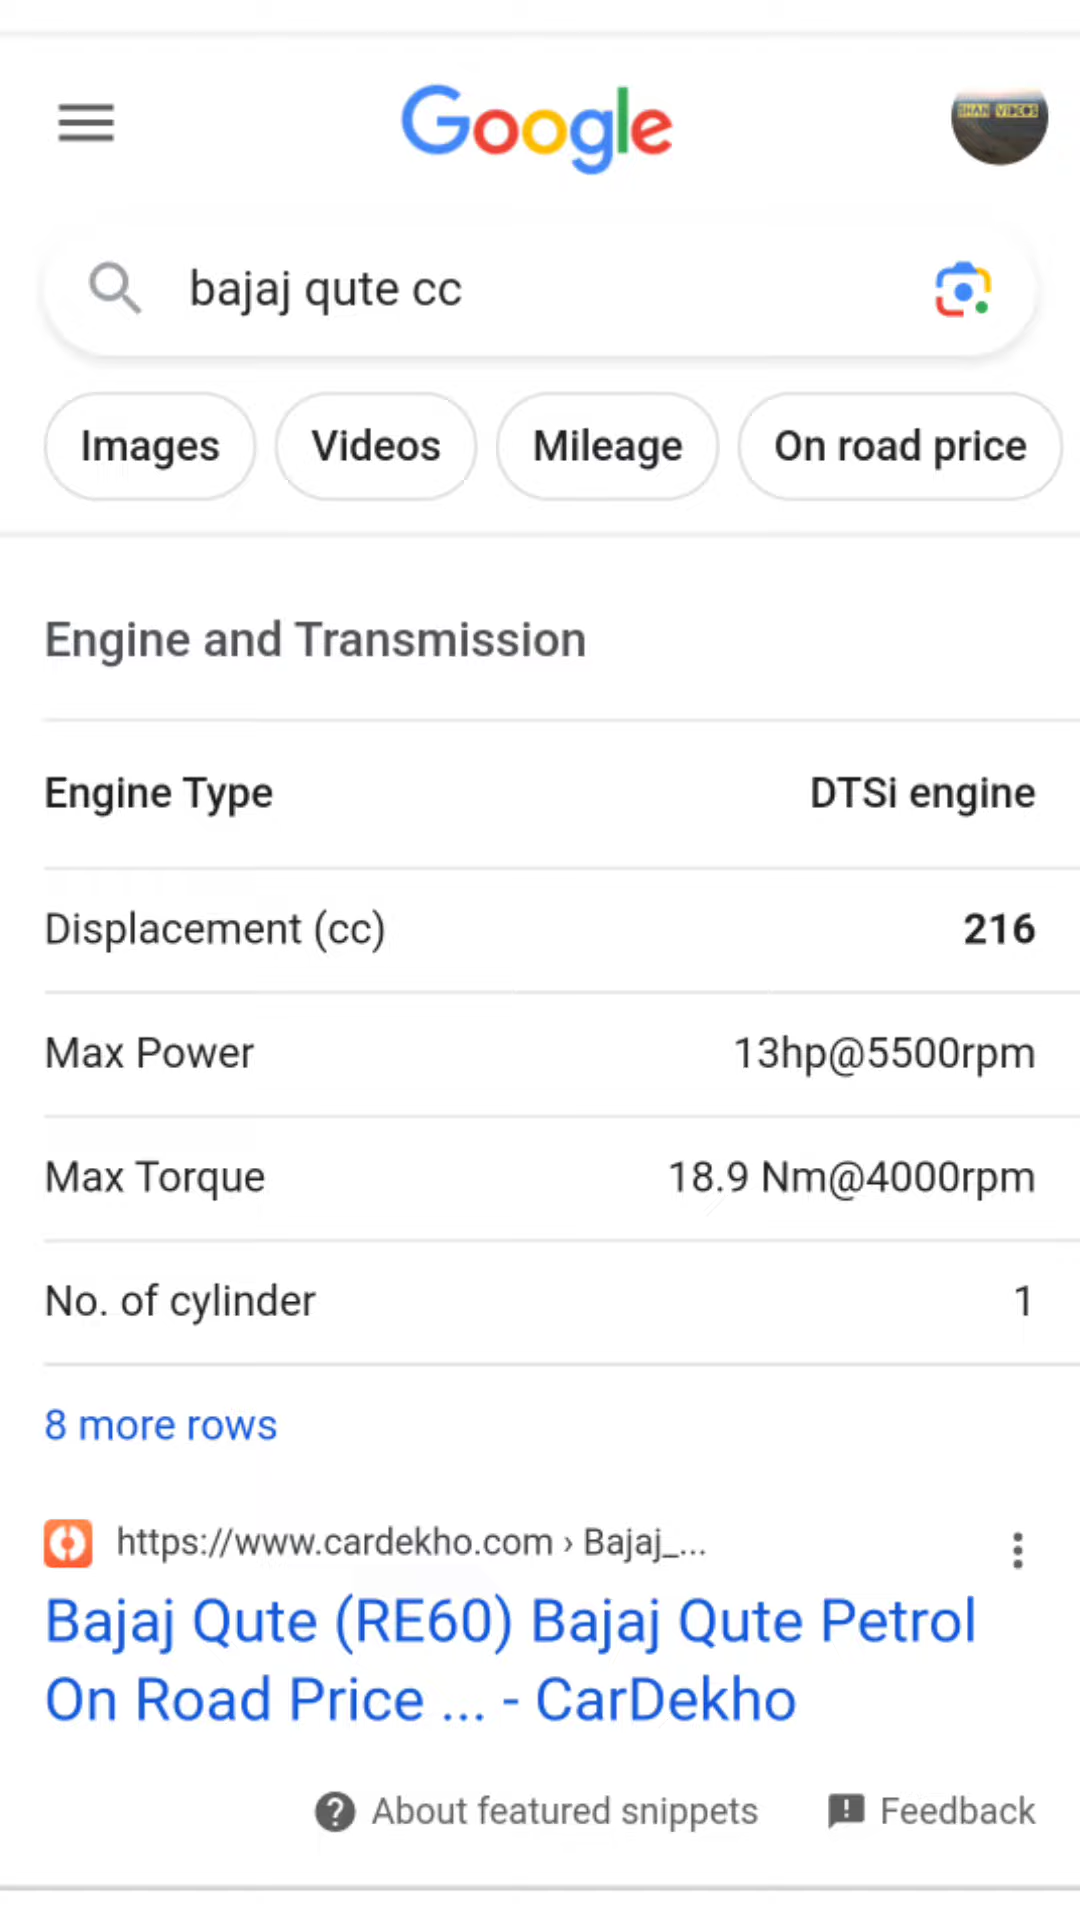 Google
BHAN VIDEOS
bajaj qute cc
Images Videos Mileage On road price
Engine and Transmission
Engine Type DTSi engine
Displacement (cc) 216
Max Power 13hp@5500rpm
Max Torque 18.9 Nm@4000rpm
No. of cylinder 1
8 more rows
https://www.cardekho.com › Bajaj_...
Bajaj Qute (RE60) Bajaj Qute Petrol
On Road Price ... - CarDekho
About featured snippets Feedback